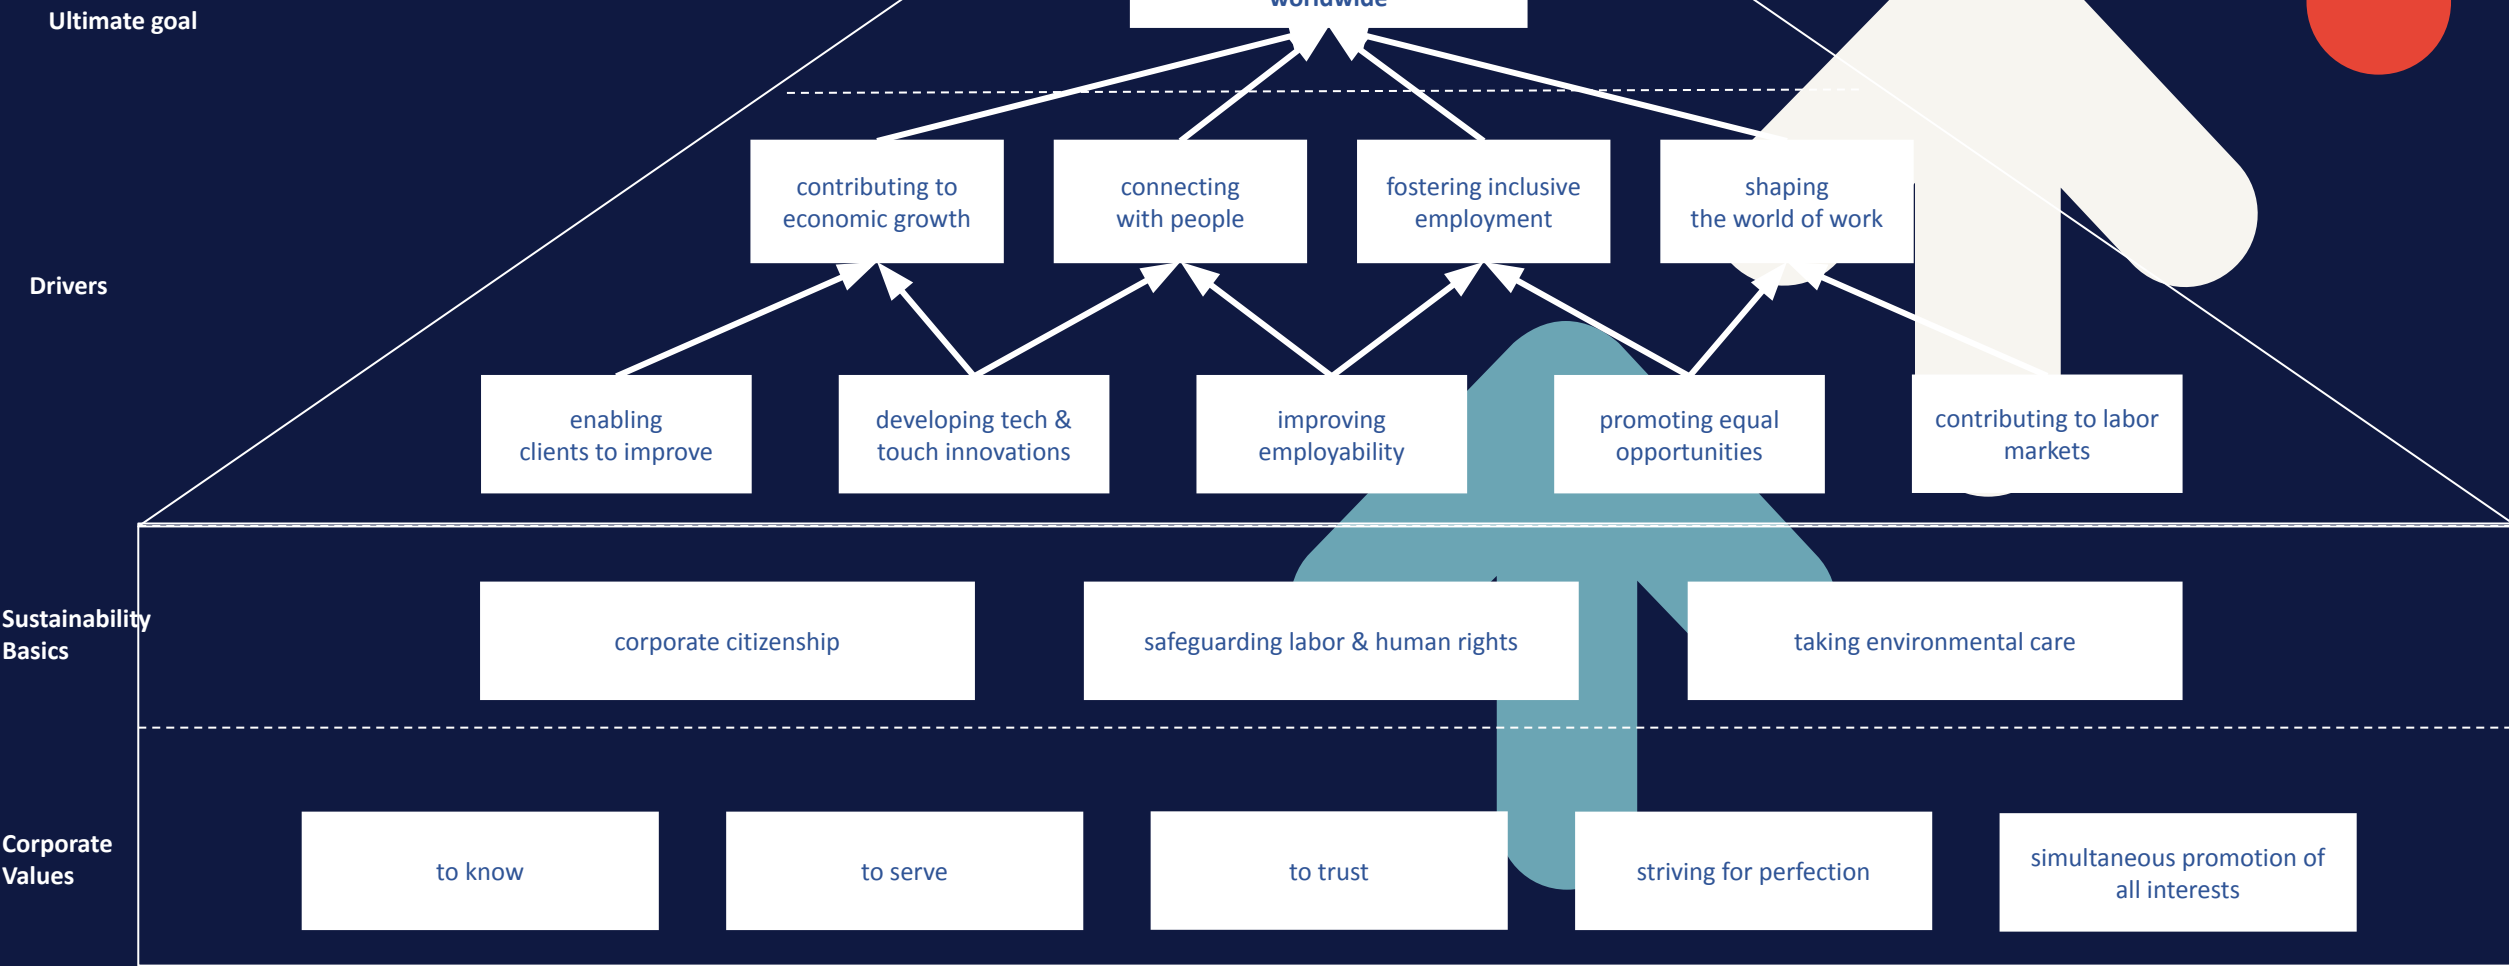 worldwide
Ultimate goal
contributing to
economic growth
connecting
with people
fostering inclusive
employment
shaping
the world of work
Drivers
enabling
clients to improve
developing tech &
touch innovations
improving
employability
promoting equal
opportunities
contributing to labor
markets
Sustainability
Basics
corporate citizenship
safeguarding labor & human rights
taking environmental care
Corporate
Values
to know
to serve
to trust
striving for perfection
simultaneous promotion of
all interests